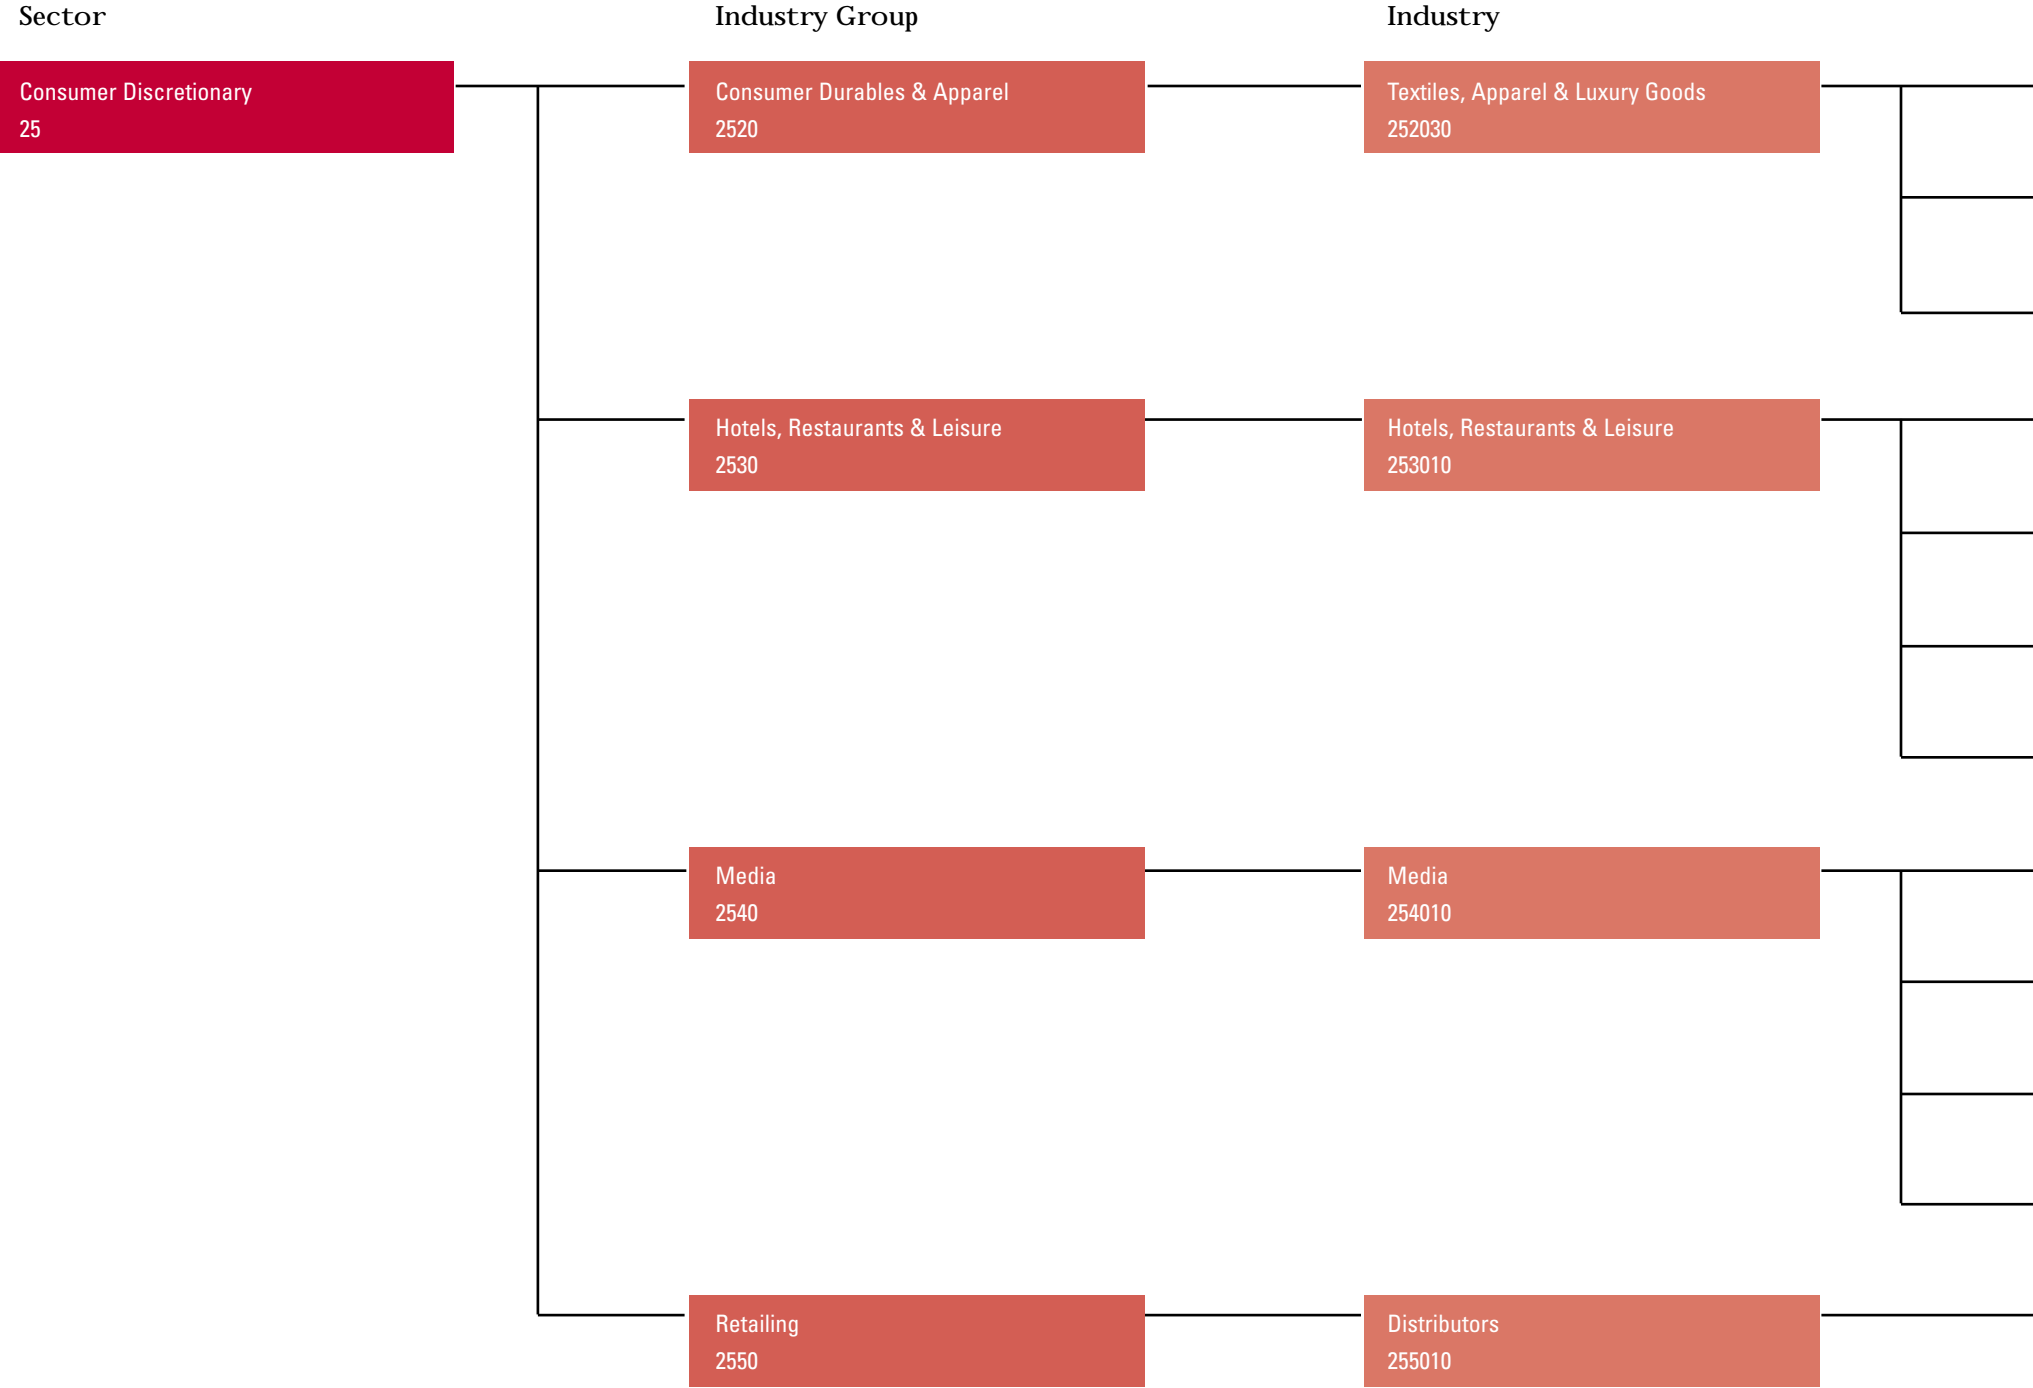 Sector
Industry Group
Industry
Consumer Discretionary
25
Consumer Durables & Apparel
2520
Textiles, Apparel & Luxury Goods
252030
Hotels, Restaurants & Leisure
2530
Hotels, Restaurants & Leisure
253010
Media
2540
Media
254010
Retailing
2550
Distributors
255010